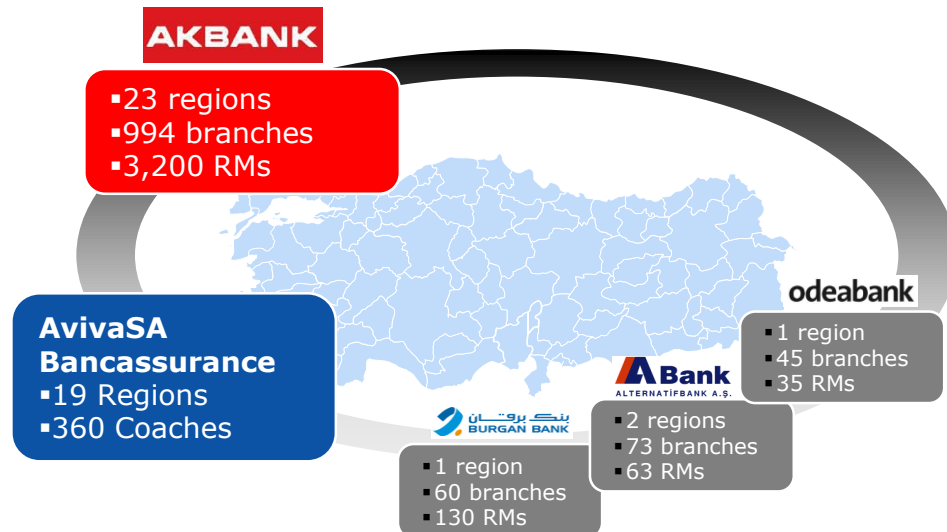 AKBANK
▪23 regions
▪994 branches
▪3,200 RMs
AvivaSA
Bancassurance
▪19 Regions
▪360 Coaches
بنك برقان
BURGAN BANK
▪1 region
▪60 branches
▪130 RMs
ABank
ALTERNATİFBANK A.Ş.
▪2 regions
▪73 branches
▪63 RMs
odeabank
▪1 region
▪45 branches
▪35 RMs